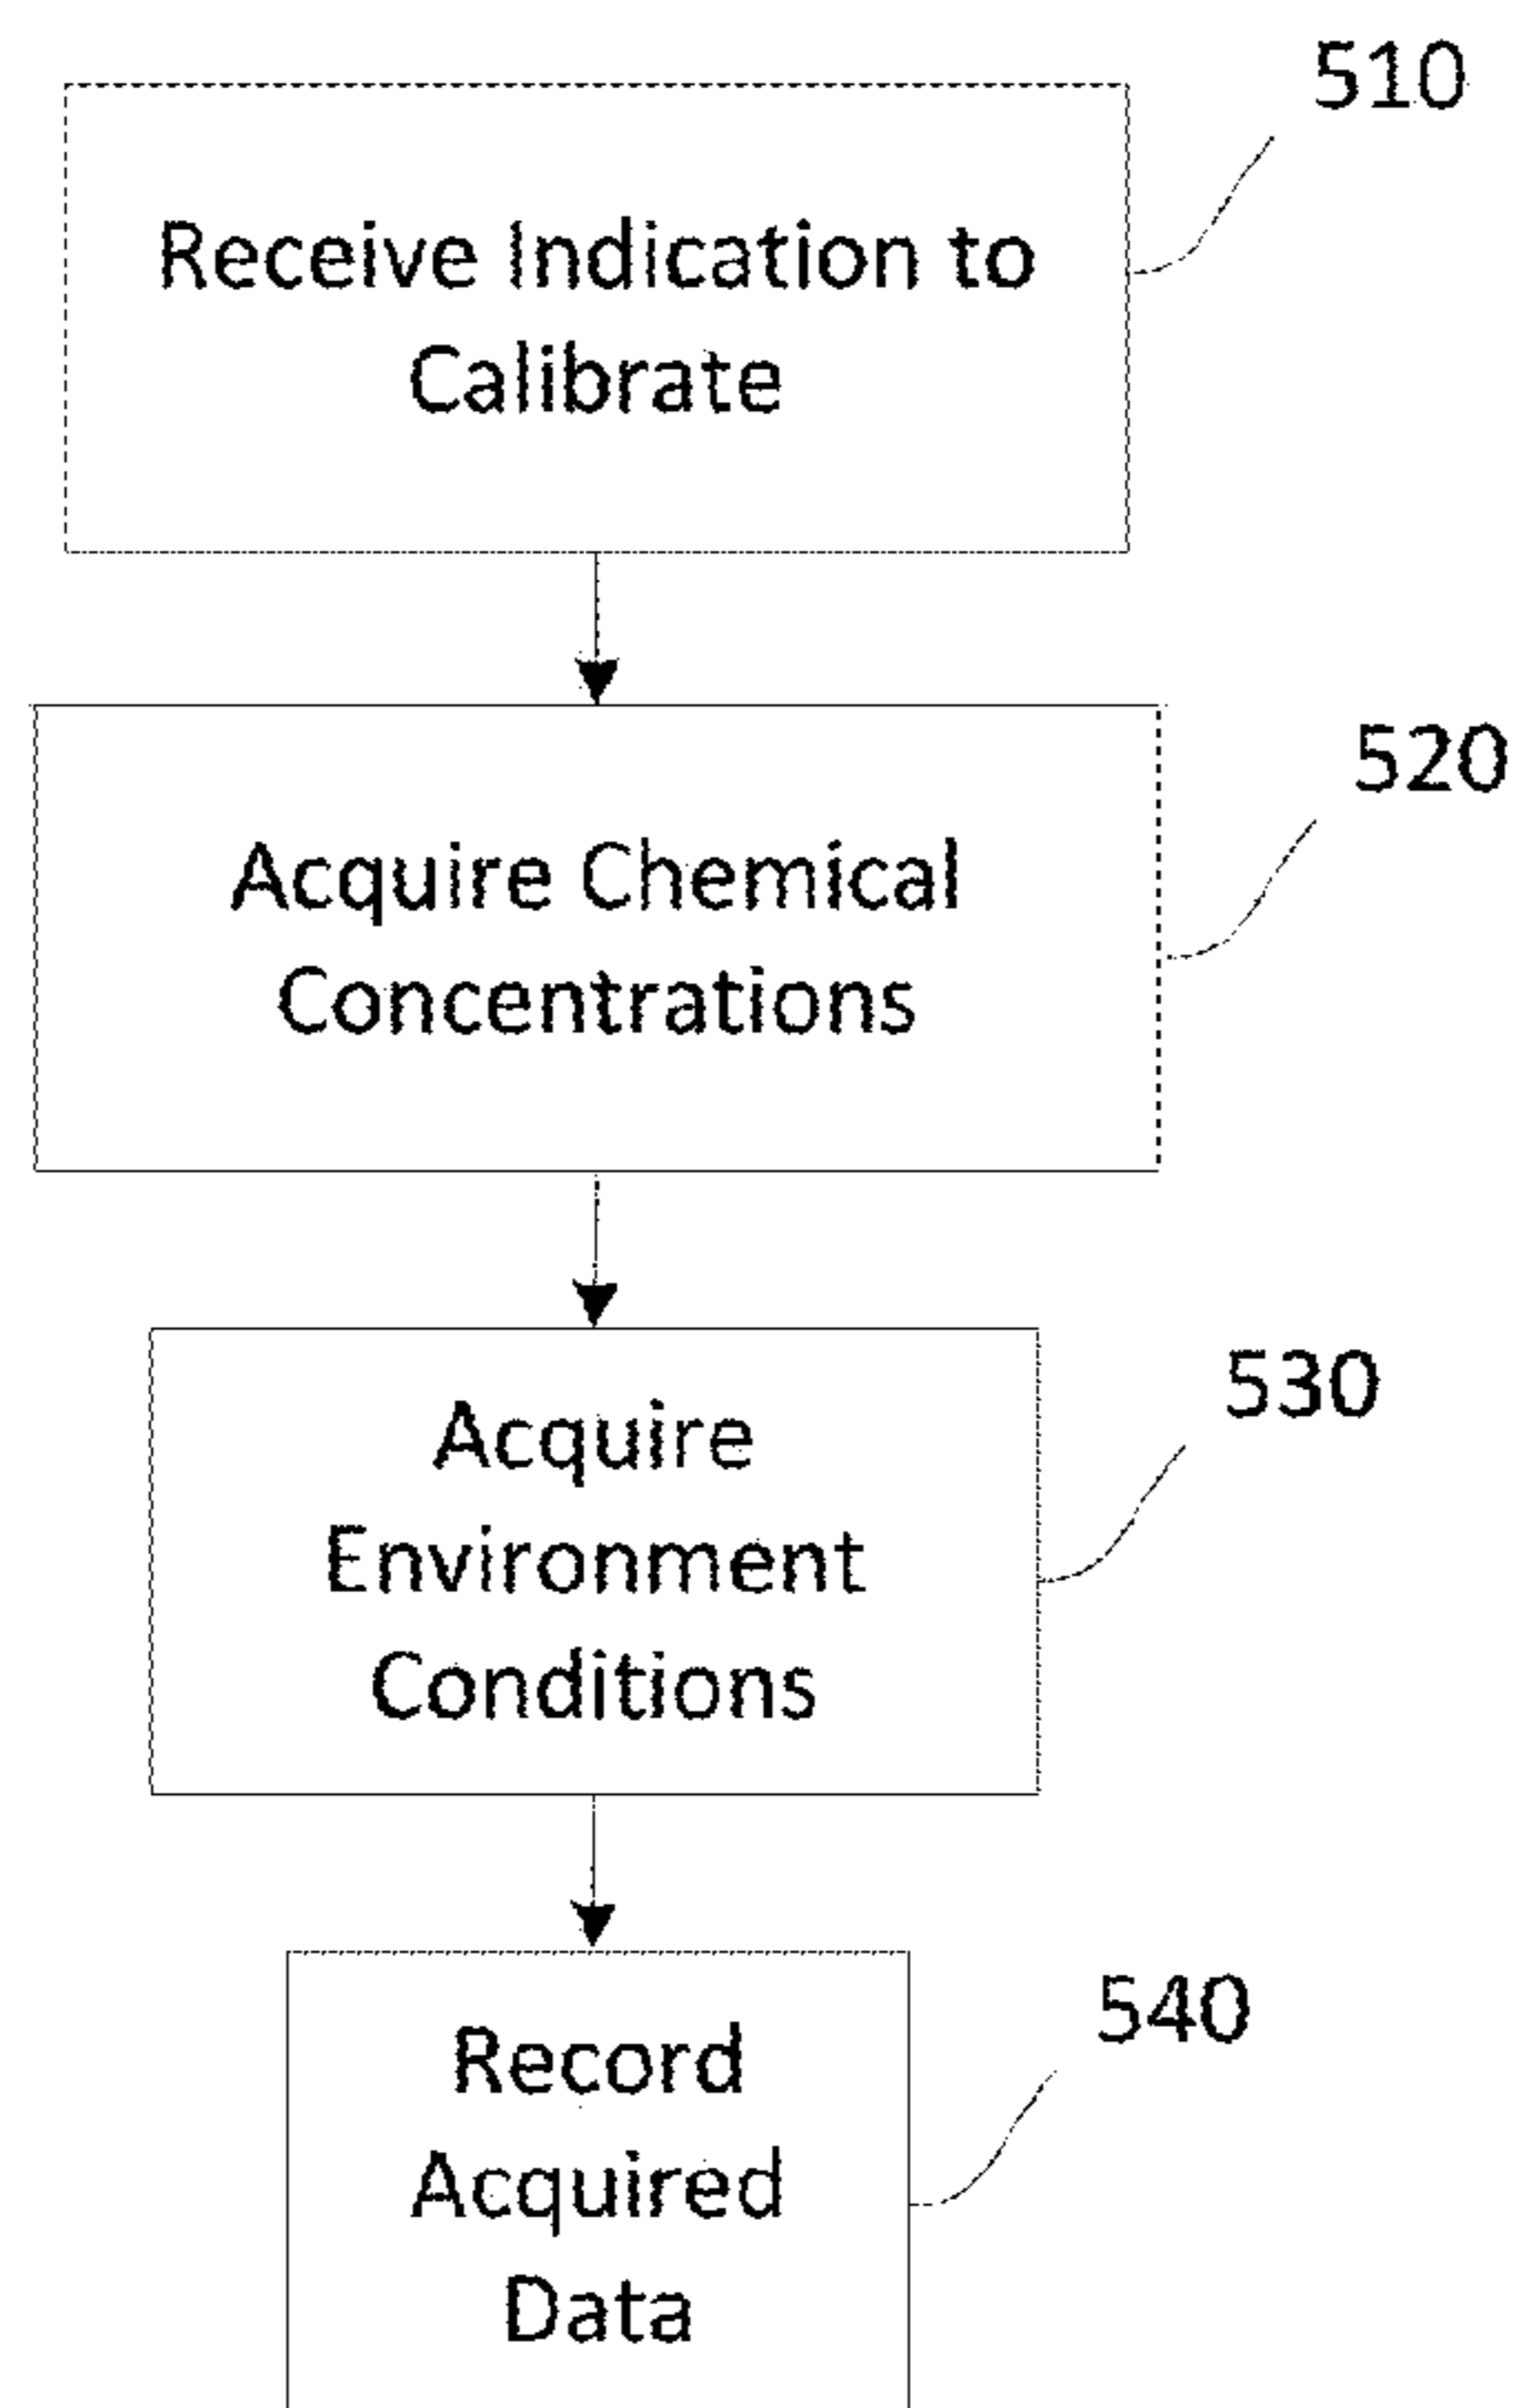 510
Receive Indication to
Calibrate
520
Acquire Chemical
Concentrations
530
Acquire
Environment
Conditions
540
Record
Acquired
Data